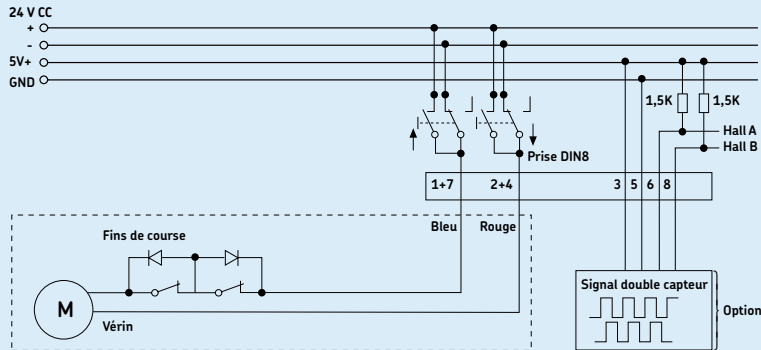 24 V CC
+
-
5V+
GND
1,5K 1,5K
Hall A
Hall B
Prise DIN8
1+7 2+4 3 5 6 8
Bleu Rouge
Fins de course
M
Vérin
Signal double capteur
Option